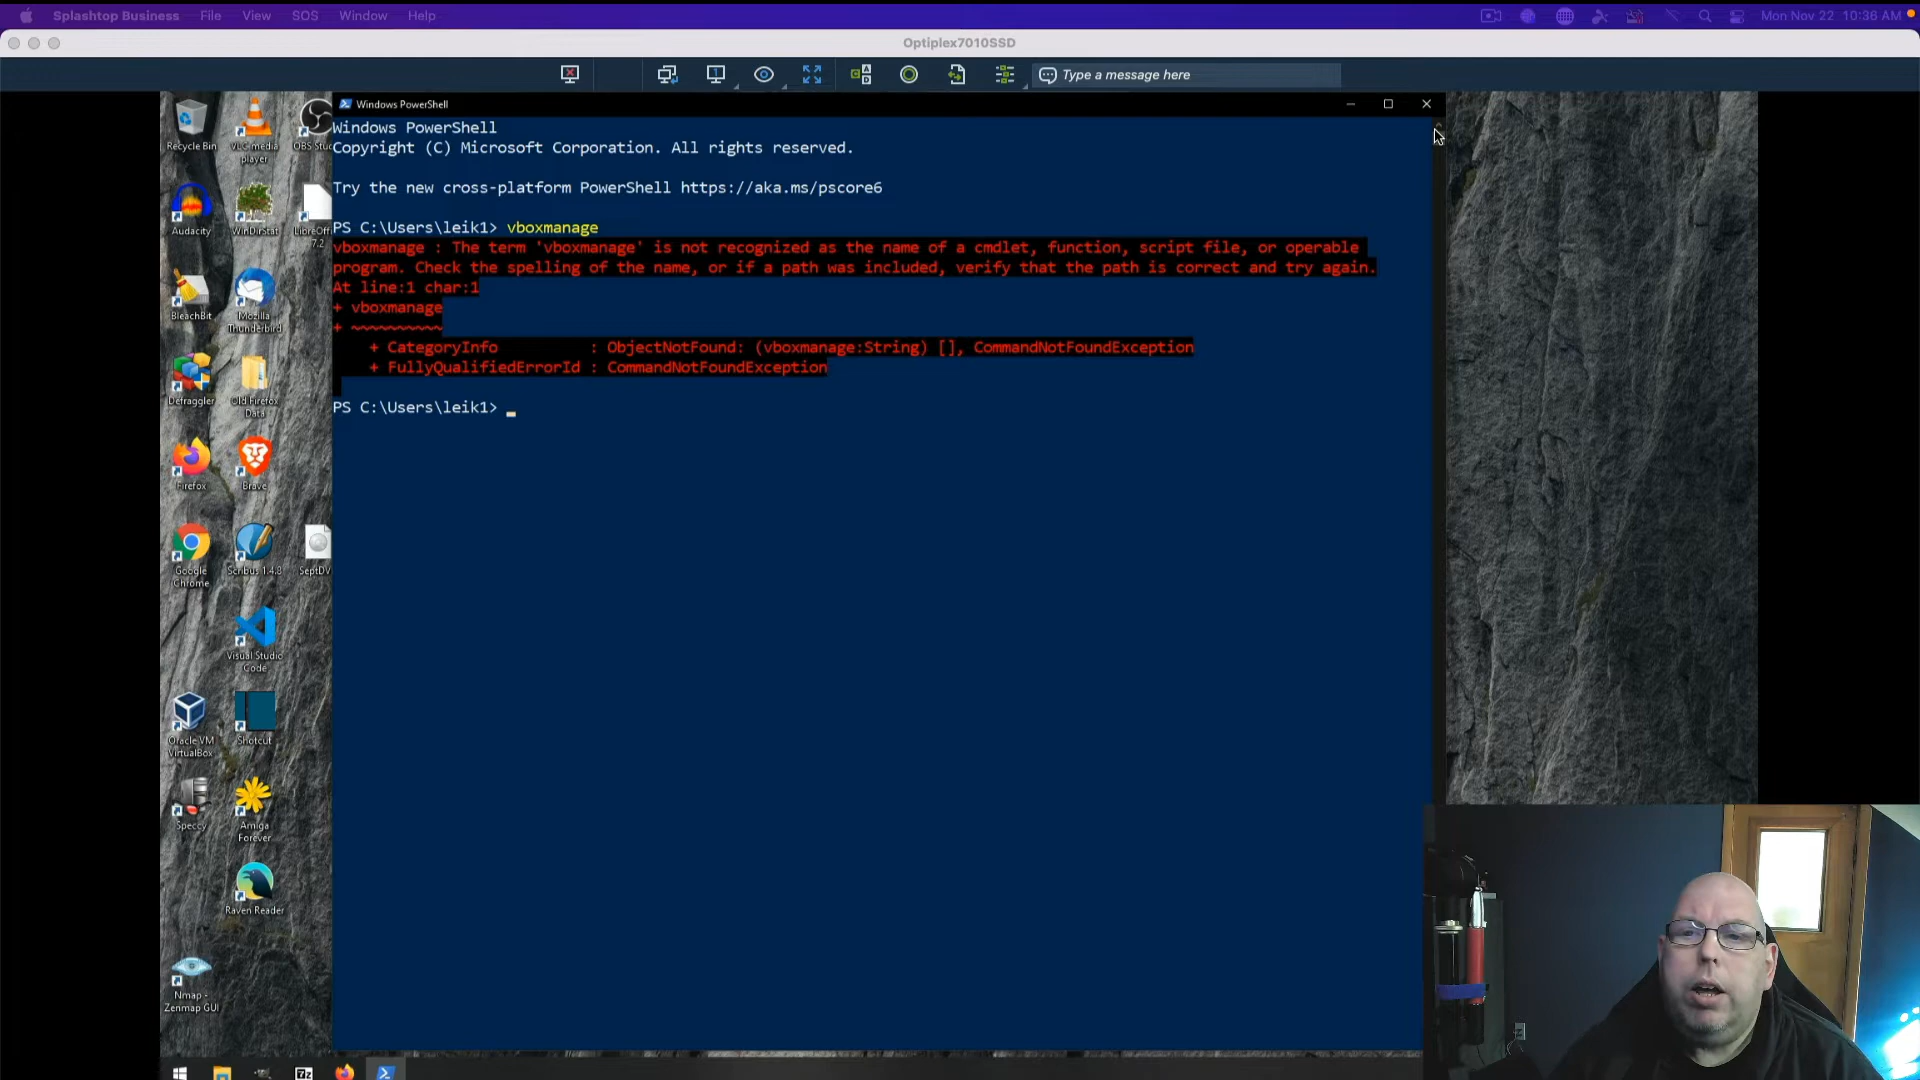 Splashtop Business File View SOS Window Help
Mon Nov 22 10:36 AM
Optiplex7010SSD
Type a message here
Windows PowerShell
Windows PowerShell
Copyright (C) Microsoft Corporation. All rights reserved.
Try the new cross-platform PowerShell https://aka.ms/pscore6
PS C:\Users\leik1> vboxmanage
vboxmanage : The term 'vboxmanage' is not recognized as the name of a cmdlet, function, script file, or operable
program. Check the spelling of the name, or if a path was included, verify that the path is correct and try again.
At line:1 char:1
+ vboxmanage
+ ~~~~~~~~~~
+ CategoryInfo : ObjectNotFound: (vboxmanage:String) [], CommandNotFoundException
+ FullyQualifiedErrorId : CommandNotFoundException
PS C:\Users\leik1> _
Recycle Bin
VLC media
player
OBS Stu
Audacity
WinDirStat
LibreOffi
7.2
BleachBit
Mozilla
Thunderbird
Defraggler
Old Firefox
Data
Firefox
Brave
Google
Chrome
Scribus 1.4.8
SeptDV
Visual Studio
Code
Oracle VM
VirtualBox
Shotcut
Speccy
Amiga
Forever
Raven Reader
Nmap -
Zenmap GUI
7z